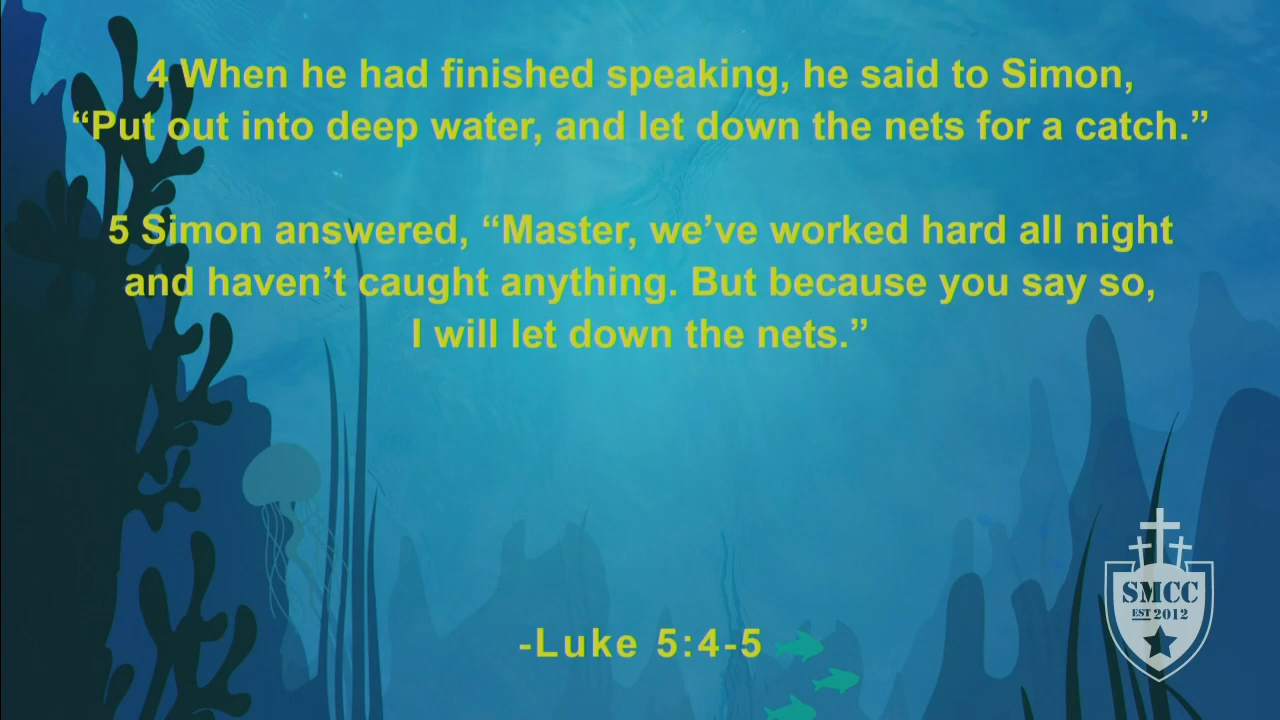 4 When he had finished speaking, he said to Simon,
“Put out into deep water, and let down the nets for a catch.”
5 Simon answered, “Master, we’ve worked hard all night
and haven’t caught anything. But because you say so,
I will let down the nets.”
-Luke 5:4-5
SMCC
EST 2012